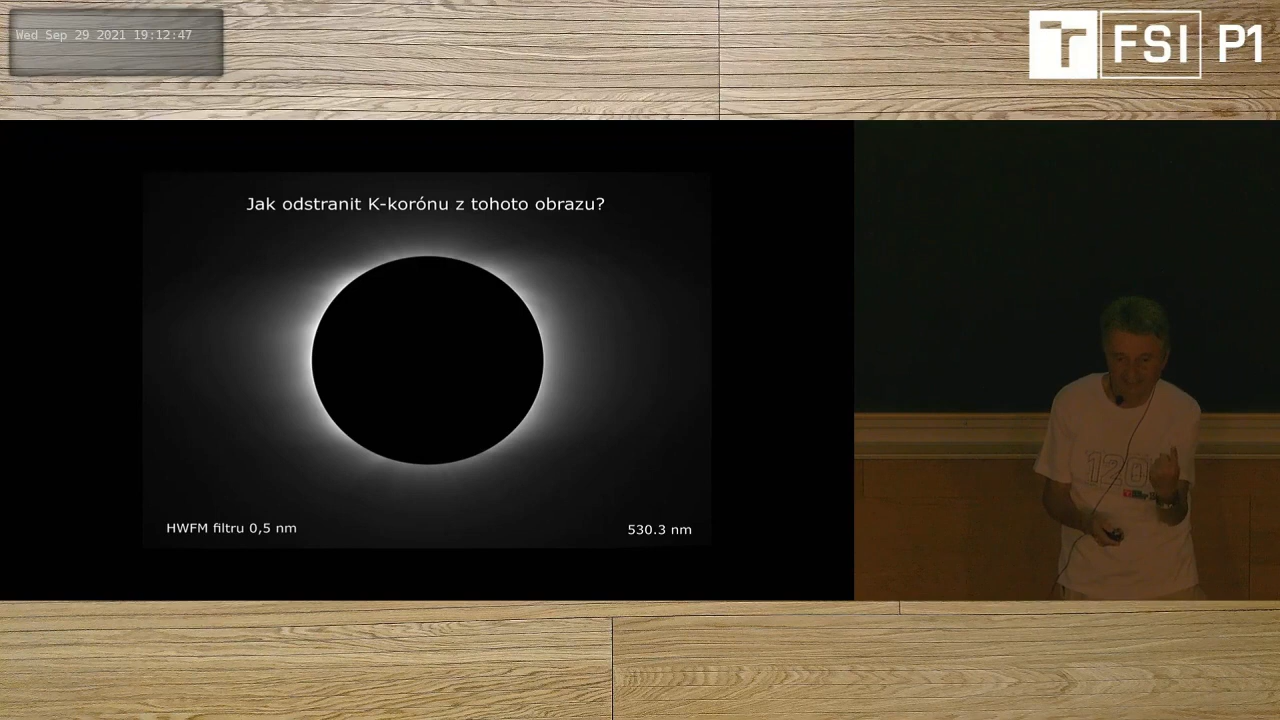 Wed Sep 29 2021 19:12:47
T FSI P1
Jak odstranit K-korónu z tohoto obrazu?
HWFM filtru 0,5 nm
530.3 nm
120